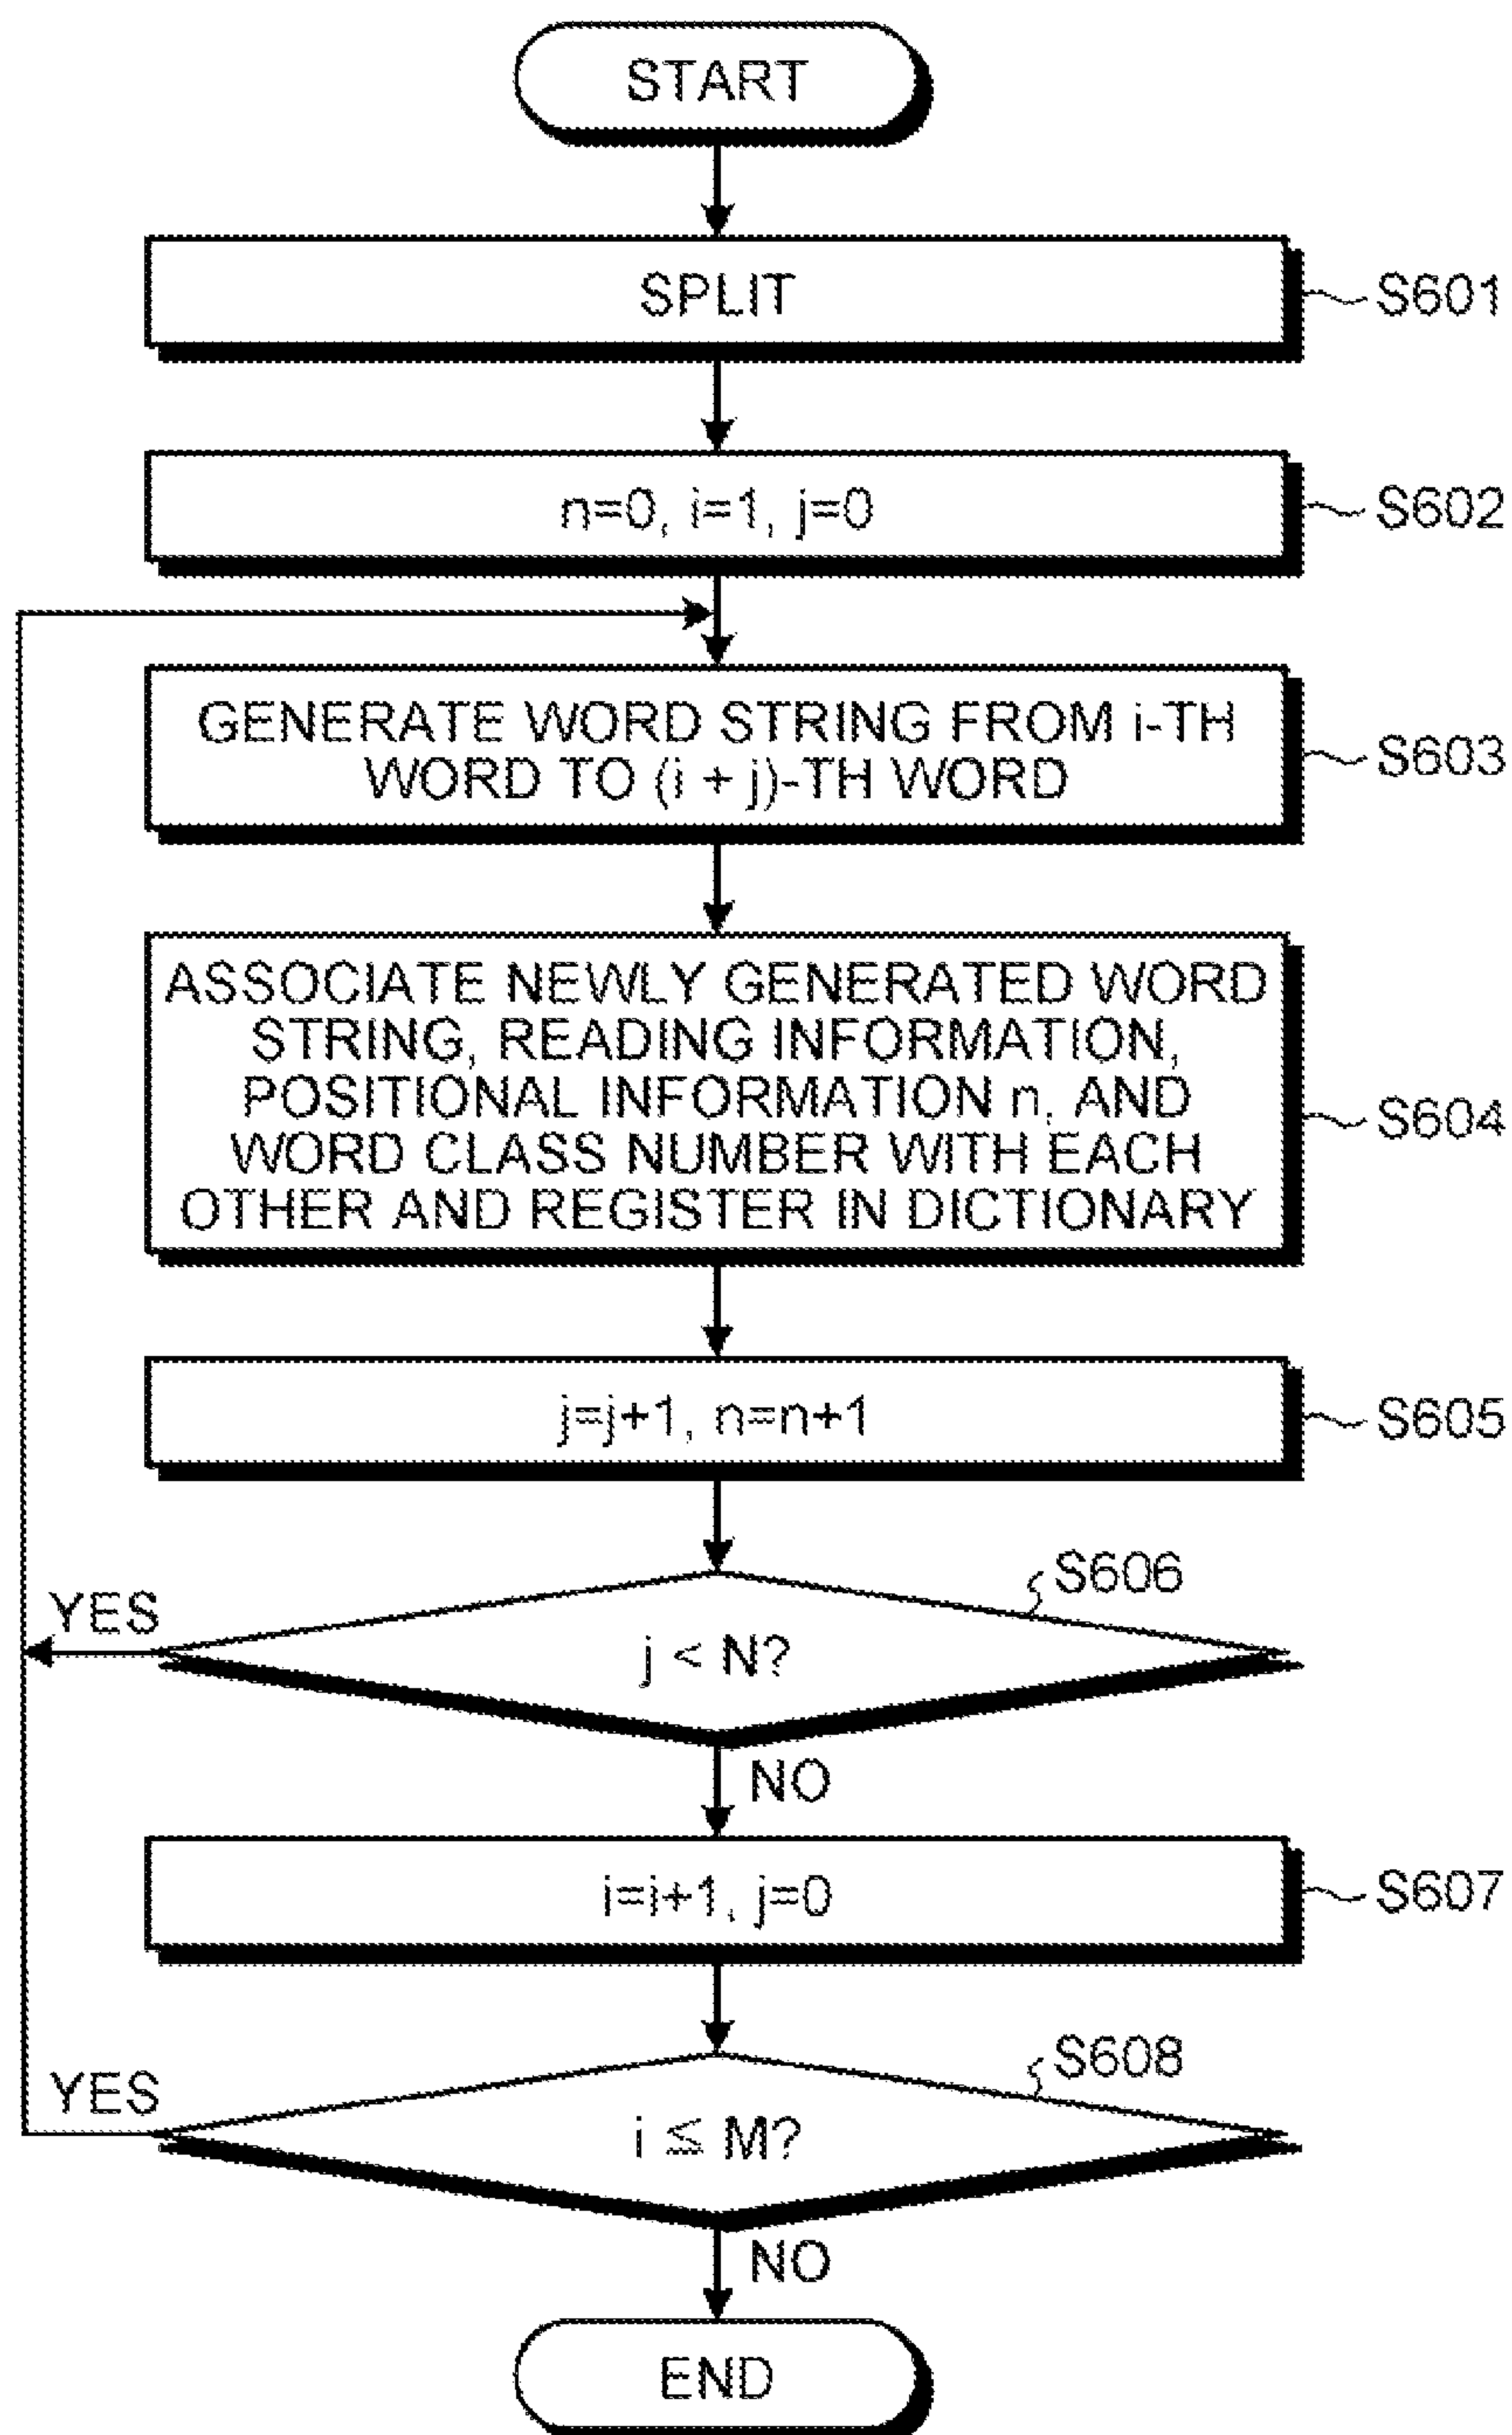 START
SPLIT
S601
n=0, i=1, j=0
S602
GENERATE WORD STRING FROM i-TH
WORD TO (i + j)-TH WORD
S603
ASSOCIATE NEWLY GENERATED WORD
STRING, READING INFORMATION,
POSITIONAL INFORMATION n, AND
WORD CLASS NUMBER WITH EACH
OTHER AND REGISTER IN DICTIONARY
S604
j=j+1, n=n+1
S605
S606
YES
j < N?
NO
i=i+1, j=0
S607
S608
YES
i ≦ M?
NO
END